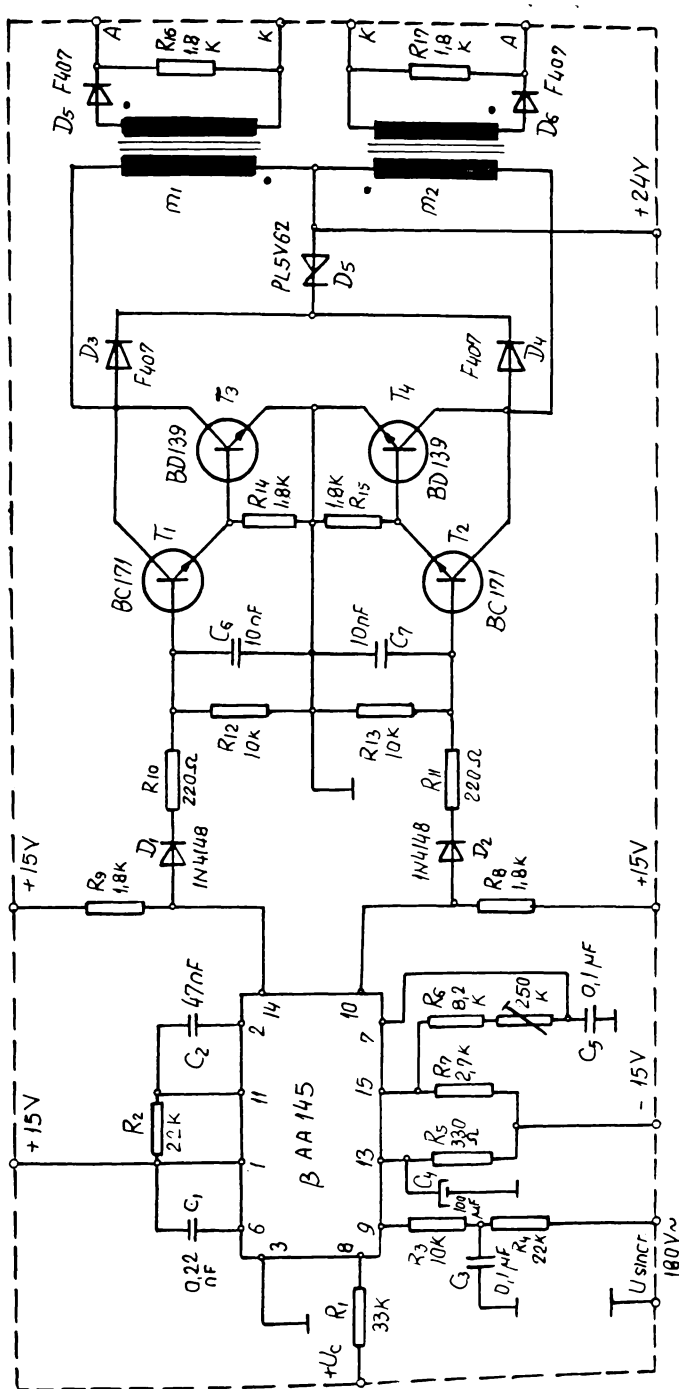 +15V
+15V
R2
22K
C1
0,22
nF
C2
47nF
6
1
11
2
3
βAA145
14
8
9
13
15
7
10
+Uc
R1
33K
R3
10K
C3
0,1µF
R4
22K
C4
100
µF
R5
330
Ω
R7
2,7K
R6
8,2
K
250
K
C5
0,1µF
Usincr
180V~
-15V
+15V
R9
1,8K
D1
1N4148
R10
220Ω
R8
1,8K
D2
1N4148
R11
220Ω
R12
10K
R13
10K
C6
10nF
10nF
C7
BC171
T1
BC171
T2
R14
1,8K
1,8K
R15
BD139
T3
BD139
T4
D3
F407
F407
D4
PL5V62
D5
m1
m2
D5
F407
R16
1,8
K
A
K
K
A
R17
1,8
K
F407
D6
+24V